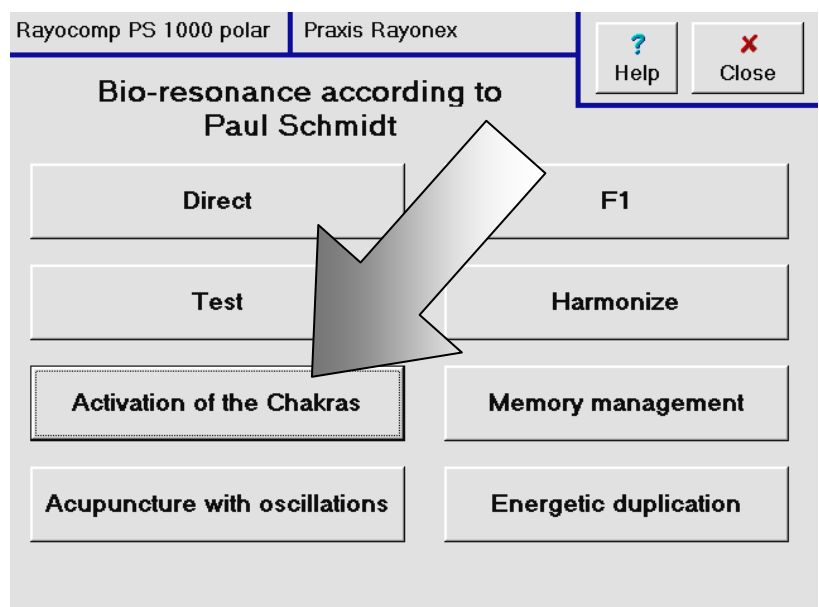 Rayocomp PS 1000 polar
Praxis Rayonex
?
Help
Close
Bio-resonance according to
Paul Schmidt
Direct
F1
Test
Harmonize
Activation of the Chakras
Memory management
Acupuncture with oscillations
Energetic duplication